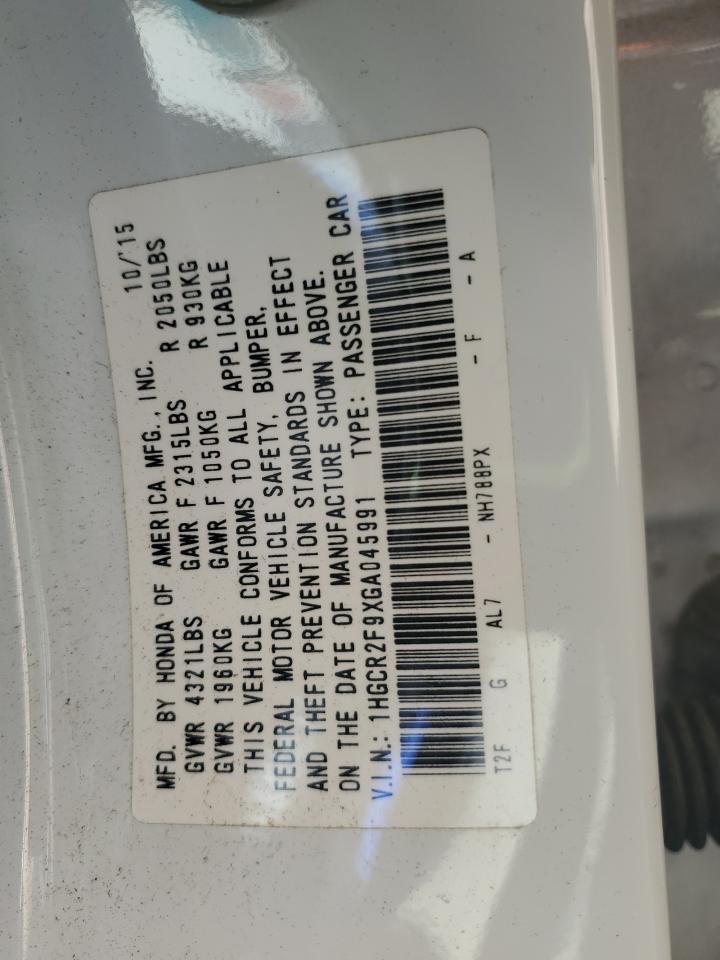 MFD. BY HONDA OF AMERICA MFG., INC. 10/'15
GVWR 4321LBS GAWR F 2315LBS R 2050LBS
GVWR 1960KG GAWR F 1050KG R 930KG
THIS VEHICLE CONFORMS TO ALL APPLICABLE
FEDERAL MOTOR VEHICLE SAFETY, BUMPER,
AND THEFT PREVENTION STANDARDS IN EFFECT
ON THE DATE OF MANUFACTURE SHOWN ABOVE.
V.I.N.: 1HGCR2F9XGA045991 TYPE: PASSENGER CAR
T2F G AL7 - NH788PX - F - A